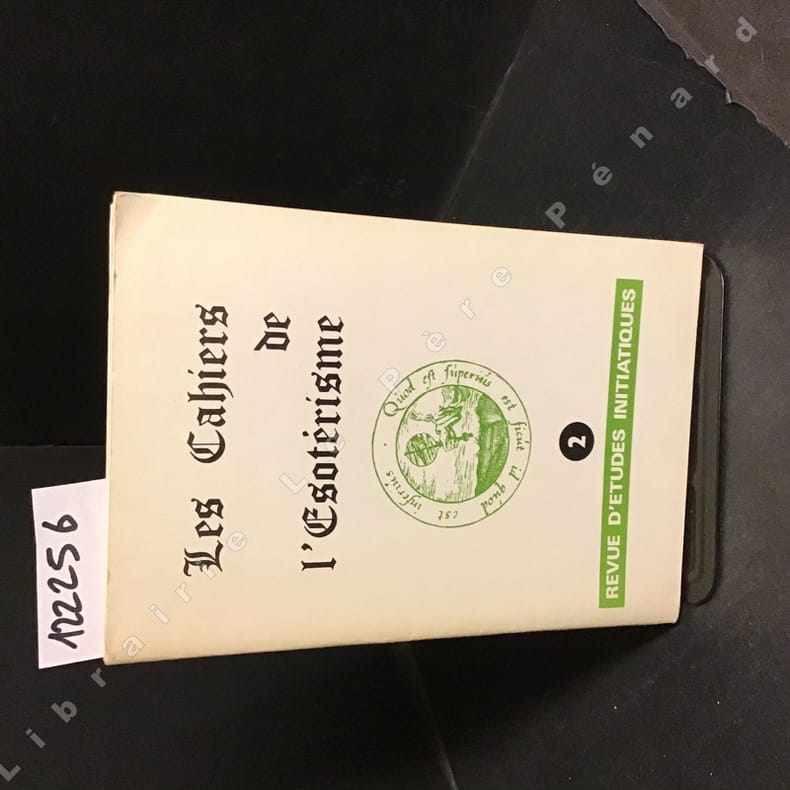 Les Cahiers
de
l'Esotérisme
Quod est superius est sicut id quod est inferius .
2
REVUE D'ETUDES INITIATIQUES
122256
Librairie Le Père Pénard